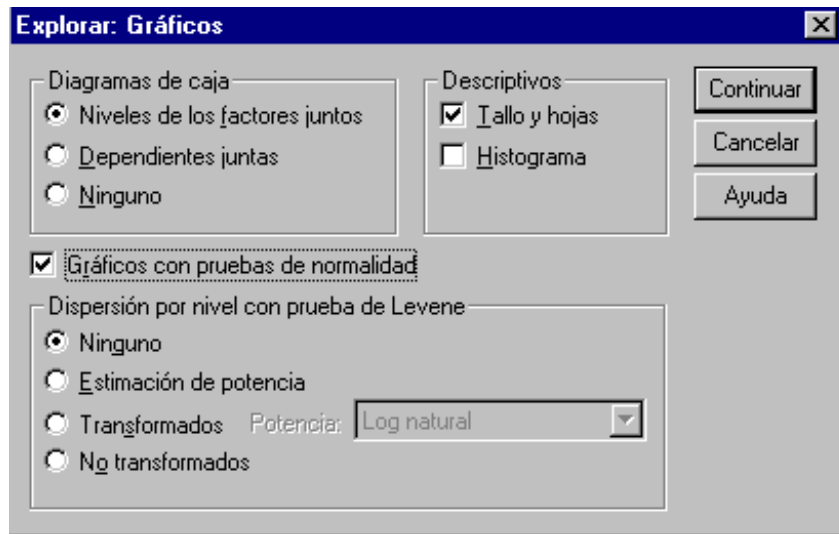 Explorar: Gráficos
Diagramas de caja
Niveles de los factores juntos
Dependientes juntas
Ninguno
Descriptivos
Tallo y hojas
Histograma
Continuar
Cancelar
Ayuda
Gráficos con pruebas de normalidad
Dispersión por nivel con prueba de Levene
Ninguno
Estimación de potencia
Transformados Potencia: Log natural
No transformados